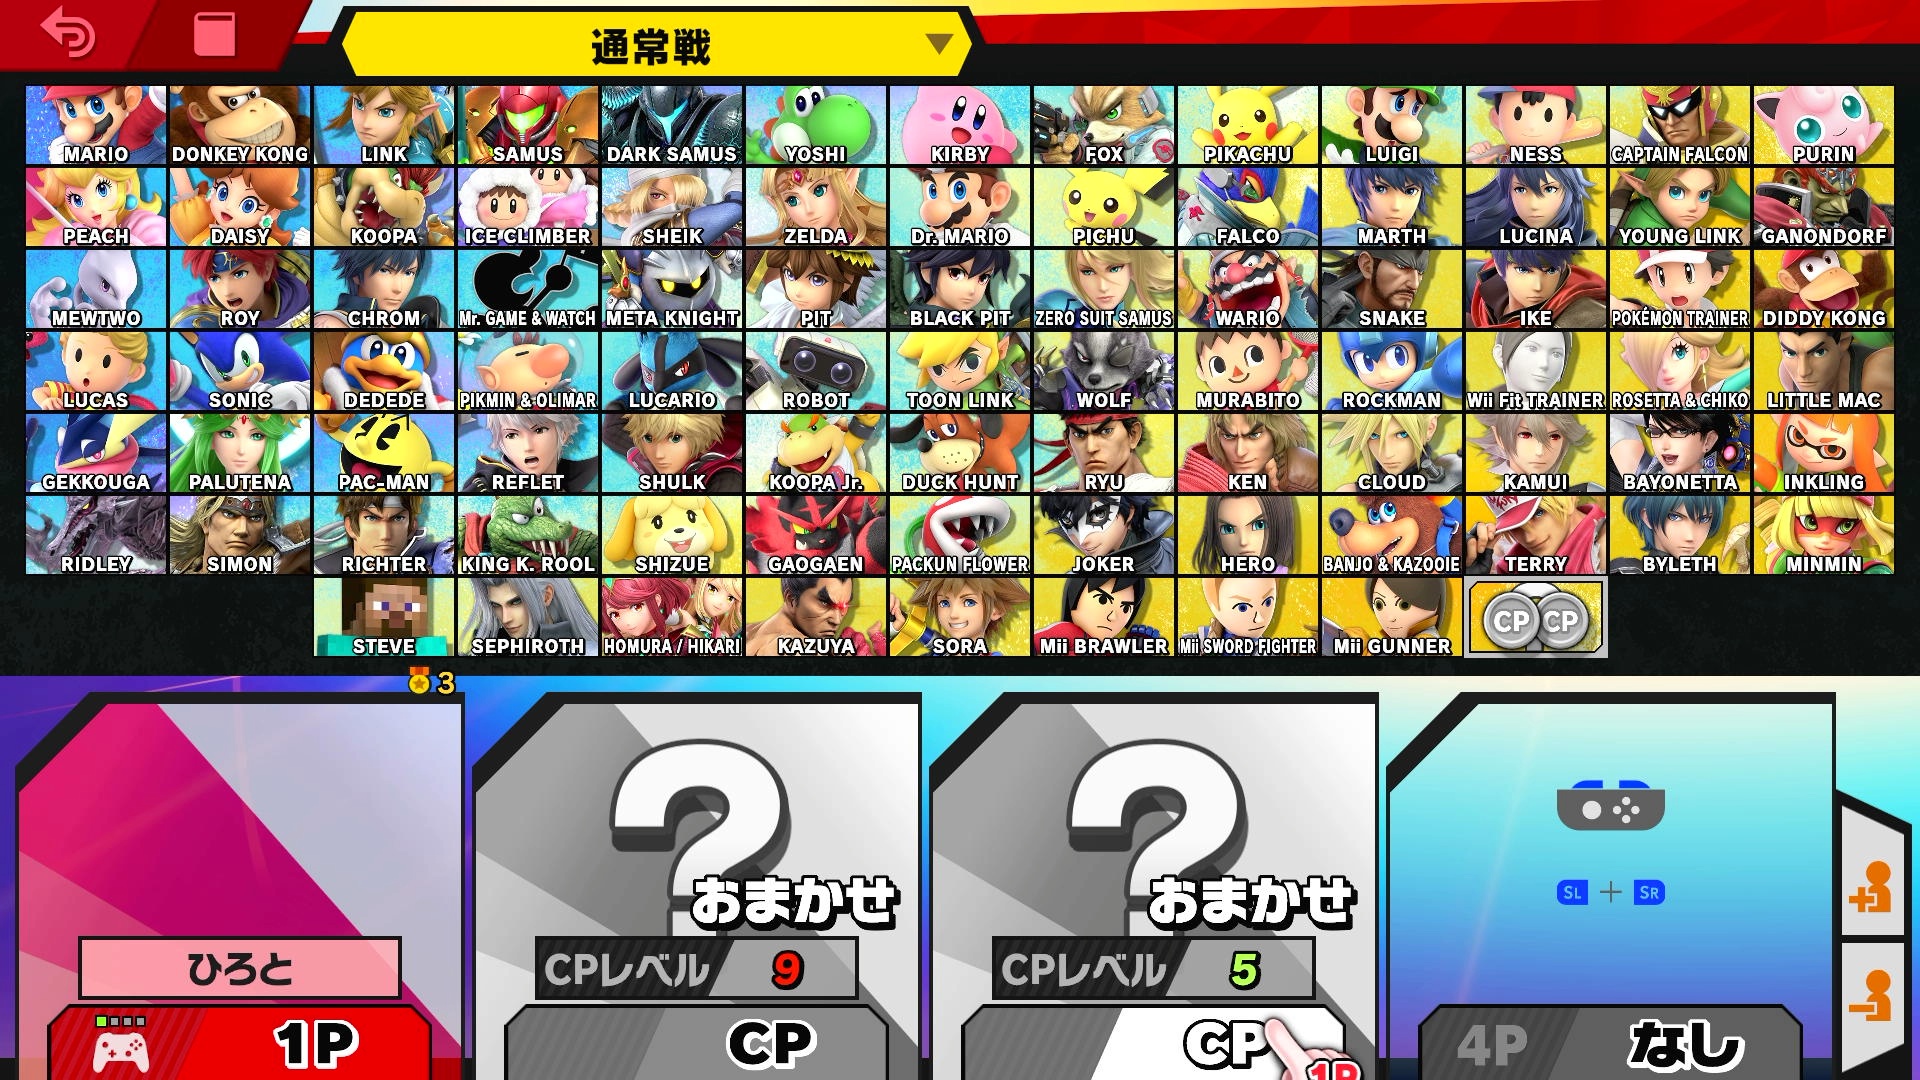 通常戦
MARIO
DONKEY KONG
LINK
SAMUS
DARK SAMUS
YOSHI
KIRBY
FOX
PIKACHU
LUIGI
NESS
CAPTAIN FALCON
PURIN
PEACH
DAISY
KOOPA
ICE CLIMBER
SHEIK
ZELDA
Dr. MARIO
PICHU
FALCO
MARTH
LUCINA
YOUNG LINK
GANONDORF
MEWTWO
ROY
CHROM
Mr. GAME & WATCH
META KNIGHT
PIT
BLACK PIT
ZERO SUIT SAMUS
WARIO
SNAKE
IKE
POKÉMON TRAINER
DIDDY KONG
LUCAS
SONIC
DEDEDE
PIKMIN & OLIMAR
LUCARIO
ROBOT
TOON LINK
WOLF
MURABITO
ROCKMAN
Wii Fit TRAINER
ROSETTA & CHIKO
LITTLE MAC
GEKKOUGA
PALUTENA
PAC-MAN
REFLET
SHULK
KOOPA Jr.
DUCK HUNT
RYU
KEN
CLOUD
KAMUI
BAYONETTA
INKLING
RIDLEY
SIMON
RICHTER
KING K. ROOL
SHIZUE
GAOGAEN
PACKUN FLOWER
JOKER
HERO
BANJO & KAZOOIE
TERRY
BYLETH
MINMIN
STEVE
SEPHIROTH
HOMURA / HIKARI
KAZUYA
SORA
Mii BRAWLER
Mii SWORD FIGHTER
Mii GUNNER
CP CP
3
ひろと
1P
おまかせ
CPレベル 9
CP
おまかせ
CPレベル 5
CP
1P
SL + SR
4P なし